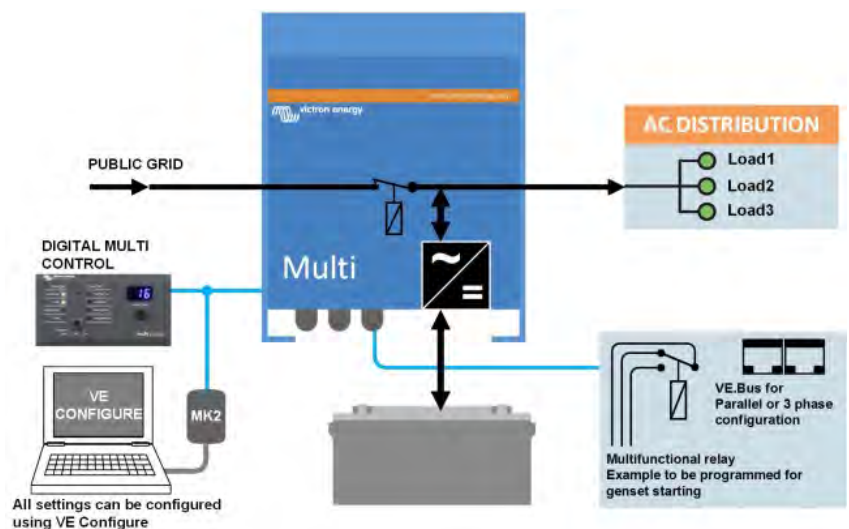 victron energy
AC DISTRIBUTION
Load1
Load2
Load3
PUBLIC GRID
DIGITAL MULTI
CONTROL
16
Multi
VE
CONFIGURE
MK2
All settings can be configured
using VE Configure
VE.Bus for
Parallel or 3 phase
configuration
Multifunctional relay
Example to be programmed for
genset starting